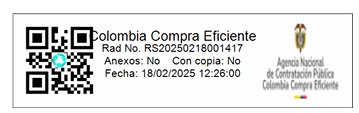 Colombia Compra Eficiente
Rad No. RS20250218001417
Anexos: No Con copia: No
Fecha: 18/02/2025 12:26:00
Agencia Nacional
de Contratación Pública
Colombia Compra Eficiente